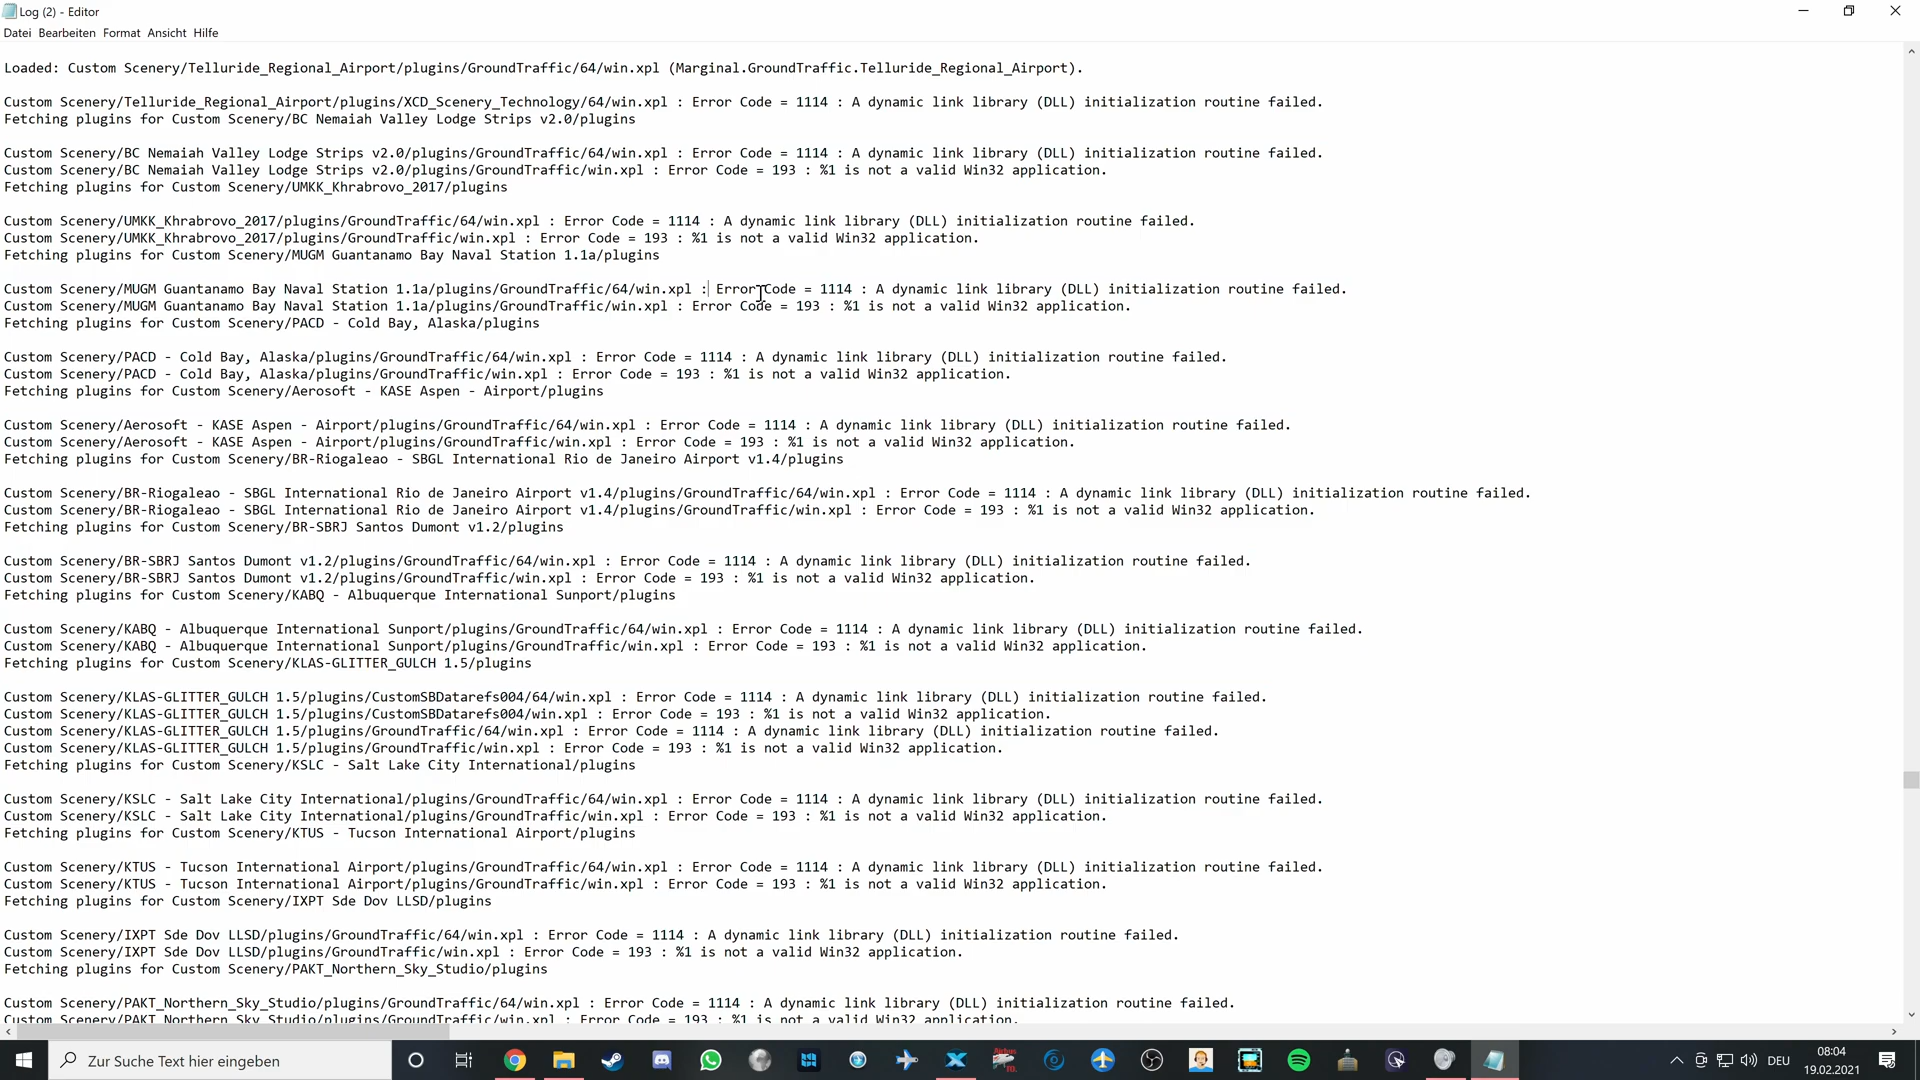 Log (2) - Editor
Datei Bearbeiten Format Ansicht Hilfe
Loaded: Custom Scenery/Telluride_Regional_Airport/plugins/GroundTraffic/64/win.xpl (Marginal.GroundTraffic.Telluride_Regional_Airport).
Custom Scenery/Telluride_Regional_Airport/plugins/XCD_Scenery_Technology/64/win.xpl : Error Code = 1114 : A dynamic link library (DLL) initialization routine failed.
Fetching plugins for Custom Scenery/BC Nemaiah Valley Lodge Strips v2.0/plugins
Custom Scenery/BC Nemaiah Valley Lodge Strips v2.0/plugins/GroundTraffic/64/win.xpl : Error Code = 1114 : A dynamic link library (DLL) initialization routine failed.
Custom Scenery/BC Nemaiah Valley Lodge Strips v2.0/plugins/GroundTraffic/win.xpl : Error Code = 193 : %1 is not a valid Win32 application.
Fetching plugins for Custom Scenery/UMKK_Khrabrovo_2017/plugins
Custom Scenery/UMKK_Khrabrovo_2017/plugins/GroundTraffic/64/win.xpl : Error Code = 1114 : A dynamic link library (DLL) initialization routine failed.
Custom Scenery/UMKK_Khrabrovo_2017/plugins/GroundTraffic/win.xpl : Error Code = 193 : %1 is not a valid Win32 application.
Fetching plugins for Custom Scenery/MUGM Guantanamo Bay Naval Station 1.1a/plugins
Custom Scenery/MUGM Guantanamo Bay Naval Station 1.1a/plugins/GroundTraffic/64/win.xpl : Error Code = 1114 : A dynamic link library (DLL) initialization routine failed.
Custom Scenery/MUGM Guantanamo Bay Naval Station 1.1a/plugins/GroundTraffic/win.xpl : Error Code = 193 : %1 is not a valid Win32 application.
Fetching plugins for Custom Scenery/PACD - Cold Bay, Alaska/plugins
Custom Scenery/PACD - Cold Bay, Alaska/plugins/GroundTraffic/64/win.xpl : Error Code = 1114 : A dynamic link library (DLL) initialization routine failed.
Custom Scenery/PACD - Cold Bay, Alaska/plugins/GroundTraffic/win.xpl : Error Code = 193 : %1 is not a valid Win32 application.
Fetching plugins for Custom Scenery/Aerosoft - KASE Aspen - Airport/plugins
Custom Scenery/Aerosoft - KASE Aspen - Airport/plugins/GroundTraffic/64/win.xpl : Error Code = 1114 : A dynamic link library (DLL) initialization routine failed.
Custom Scenery/Aerosoft - KASE Aspen - Airport/plugins/GroundTraffic/win.xpl : Error Code = 193 : %1 is not a valid Win32 application.
Fetching plugins for Custom Scenery/BR-Riogaleao - SBGL International Rio de Janeiro Airport v1.4/plugins
Custom Scenery/BR-Riogaleao - SBGL International Rio de Janeiro Airport v1.4/plugins/GroundTraffic/64/win.xpl : Error Code = 1114 : A dynamic link library (DLL) initialization routine failed.
Custom Scenery/BR-Riogaleao - SBGL International Rio de Janeiro Airport v1.4/plugins/GroundTraffic/win.xpl : Error Code = 193 : %1 is not a valid Win32 application.
Fetching plugins for Custom Scenery/BR-SBRJ Santos Dumont v1.2/plugins
Custom Scenery/BR-SBRJ Santos Dumont v1.2/plugins/GroundTraffic/64/win.xpl : Error Code = 1114 : A dynamic link library (DLL) initialization routine failed.
Custom Scenery/BR-SBRJ Santos Dumont v1.2/plugins/GroundTraffic/win.xpl : Error Code = 193 : %1 is not a valid Win32 application.
Fetching plugins for Custom Scenery/KABQ - Albuquerque International Sunport/plugins
Custom Scenery/KABQ - Albuquerque International Sunport/plugins/GroundTraffic/64/win.xpl : Error Code = 1114 : A dynamic link library (DLL) initialization routine failed.
Custom Scenery/KABQ - Albuquerque International Sunport/plugins/GroundTraffic/win.xpl : Error Code = 193 : %1 is not a valid Win32 application.
Fetching plugins for Custom Scenery/KLAS-GLITTER_GULCH 1.5/plugins
Custom Scenery/KLAS-GLITTER_GULCH 1.5/plugins/CustomSBDatarefs004/64/win.xpl : Error Code = 1114 : A dynamic link library (DLL) initialization routine failed.
Custom Scenery/KLAS-GLITTER_GULCH 1.5/plugins/CustomSBDatarefs004/win.xpl : Error Code = 193 : %1 is not a valid Win32 application.
Custom Scenery/KLAS-GLITTER_GULCH 1.5/plugins/GroundTraffic/64/win.xpl : Error Code = 1114 : A dynamic link library (DLL) initialization routine failed.
Custom Scenery/KLAS-GLITTER_GULCH 1.5/plugins/GroundTraffic/win.xpl : Error Code = 193 : %1 is not a valid Win32 application.
Fetching plugins for Custom Scenery/KSLC - Salt Lake City International/plugins
Custom Scenery/KSLC - Salt Lake City International/plugins/GroundTraffic/64/win.xpl : Error Code = 1114 : A dynamic link library (DLL) initialization routine failed.
Custom Scenery/KSLC - Salt Lake City International/plugins/GroundTraffic/win.xpl : Error Code = 193 : %1 is not a valid Win32 application.
Fetching plugins for Custom Scenery/KTUS - Tucson International Airport/plugins
Custom Scenery/KTUS - Tucson International Airport/plugins/GroundTraffic/64/win.xpl : Error Code = 1114 : A dynamic link library (DLL) initialization routine failed.
Custom Scenery/KTUS - Tucson International Airport/plugins/GroundTraffic/win.xpl : Error Code = 193 : %1 is not a valid Win32 application.
Fetching plugins for Custom Scenery/IXPT Sde Dov LLSD/plugins
Custom Scenery/IXPT Sde Dov LLSD/plugins/GroundTraffic/64/win.xpl : Error Code = 1114 : A dynamic link library (DLL) initialization routine failed.
Custom Scenery/IXPT Sde Dov LLSD/plugins/GroundTraffic/win.xpl : Error Code = 193 : %1 is not a valid Win32 application.
Fetching plugins for Custom Scenery/PAKT_Northern_Sky_Studio/plugins
Custom Scenery/PAKT_Northern_Sky_Studio/plugins/GroundTraffic/64/win.xpl : Error Code = 1114 : A dynamic link library (DLL) initialization routine failed.
Custom Scenery/PAKT_Northern_Sky_Studio/plugins/GroundTraffic/win.xpl : Error Code = 193 : %1 is not a valid Win32 application.
Zur Suche Text hier eingeben
DEU
08:04
19.02.2021